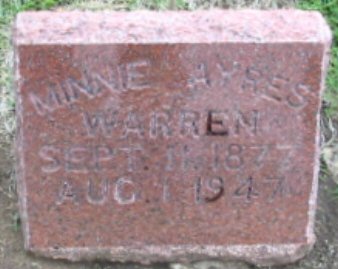 MINNIE AYRES
WARREN
SEPT. 11, 1877
AUG. 1, 1947